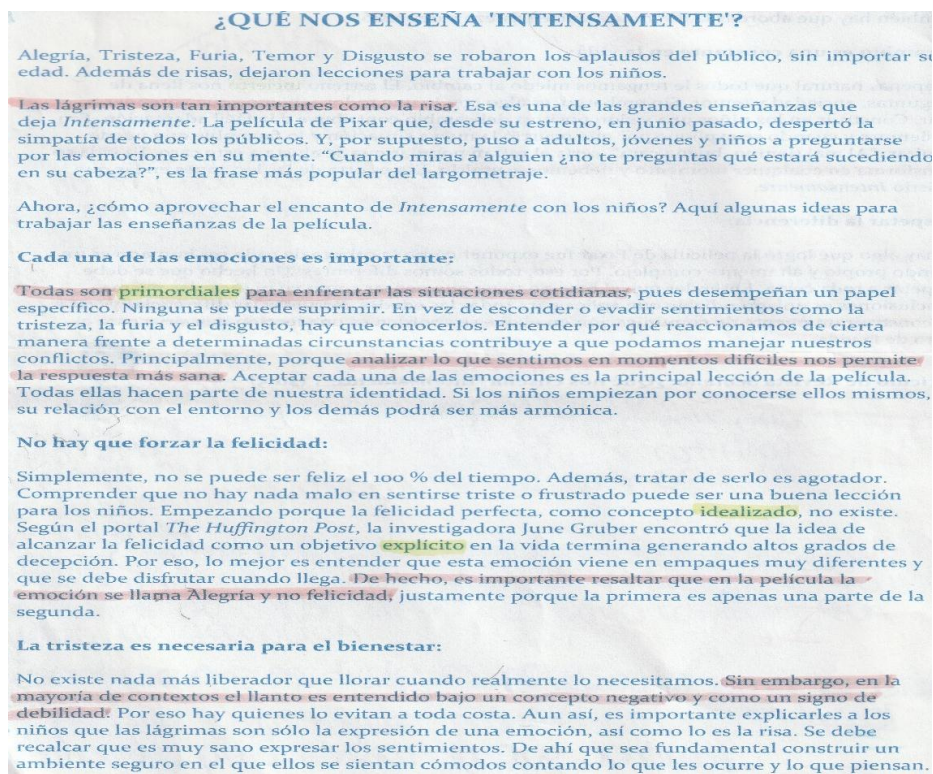 ¿QUÉ NOS ENSEÑA 'INTENSAMENTE'?
Alegría, Tristeza, Furia, Temor y Disgusto se robaron los aplausos del público, sin importar su
edad. Además de risas, dejaron lecciones para trabajar con los niños.
Las lágrimas son tan importantes como la risa. Esa es una de las grandes enseñanzas que
deja Intensamente. La película de Pixar que, desde su estreno, en junio pasado, despertó la
simpatía de todos los públicos. Y, por supuesto, puso a adultos, jóvenes y niños a preguntarse
por las emociones en su mente. “Cuando miras a alguien ¿no te preguntas qué estará sucediendo
en su cabeza?”, es la frase más popular del largometraje.
Ahora, ¿cómo aprovechar el encanto de Intensamente con los niños? Aquí algunas ideas para
trabajar las enseñanzas de la película.
Cada una de las emociones es importante:
Todas son primordiales para enfrentar las situaciones cotidianas, pues desempeñan un papel
específico. Ninguna se puede suprimir. En vez de esconder o evadir sentimientos como la
tristeza, la furia y el disgusto, hay que conocerlos. Entender por qué reaccionamos de cierta
manera frente a determinadas circunstancias contribuye a que podamos manejar nuestros
conflictos. Principalmente, porque analizar lo que sentimos en momentos difíciles nos permite
la respuesta más sana. Aceptar cada una de las emociones es la principal lección de la película.
Todas ellas hacen parte de nuestra identidad. Si los niños empiezan por conocerse ellos mismos,
su relación con el entorno y los demás podrá ser más armónica.
No hay que forzar la felicidad:
Simplemente, no se puede ser feliz el 100 % del tiempo. Además, tratar de serlo es agotador.
Comprender que no hay nada malo en sentirse triste o frustrado puede ser una buena lección
para los niños. Empezando porque la felicidad perfecta, como concepto idealizado, no existe.
Según el portal The Huffington Post, la investigadora June Gruber encontró que la idea de
alcanzar la felicidad como un objetivo explícito en la vida termina generando altos grados de
decepción. Por eso, lo mejor es entender que esta emoción viene en empaques muy diferentes y
que se debe disfrutar cuando llega. De hecho, es importante resaltar que en la película la
emoción se llama Alegría y no felicidad, justamente porque la primera es apenas una parte de la
segunda.
La tristeza es necesaria para el bienestar:
No existe nada más liberador que llorar cuando realmente lo necesitamos. Sin embargo, en la
mayoría de contextos el llanto es entendido bajo un concepto negativo y como un signo de
debilidad. Por eso hay quienes lo evitan a toda costa. Aun así, es importante explicarles a los
niños que las lágrimas son sólo la expresión de una emoción, así como lo es la risa. Se debe
recalcar que es muy sano expresar los sentimientos. De ahí que sea fundamental construir un
ambiente seguro en el que ellos se sientan cómodos contando lo que les ocurre y lo que piensan.